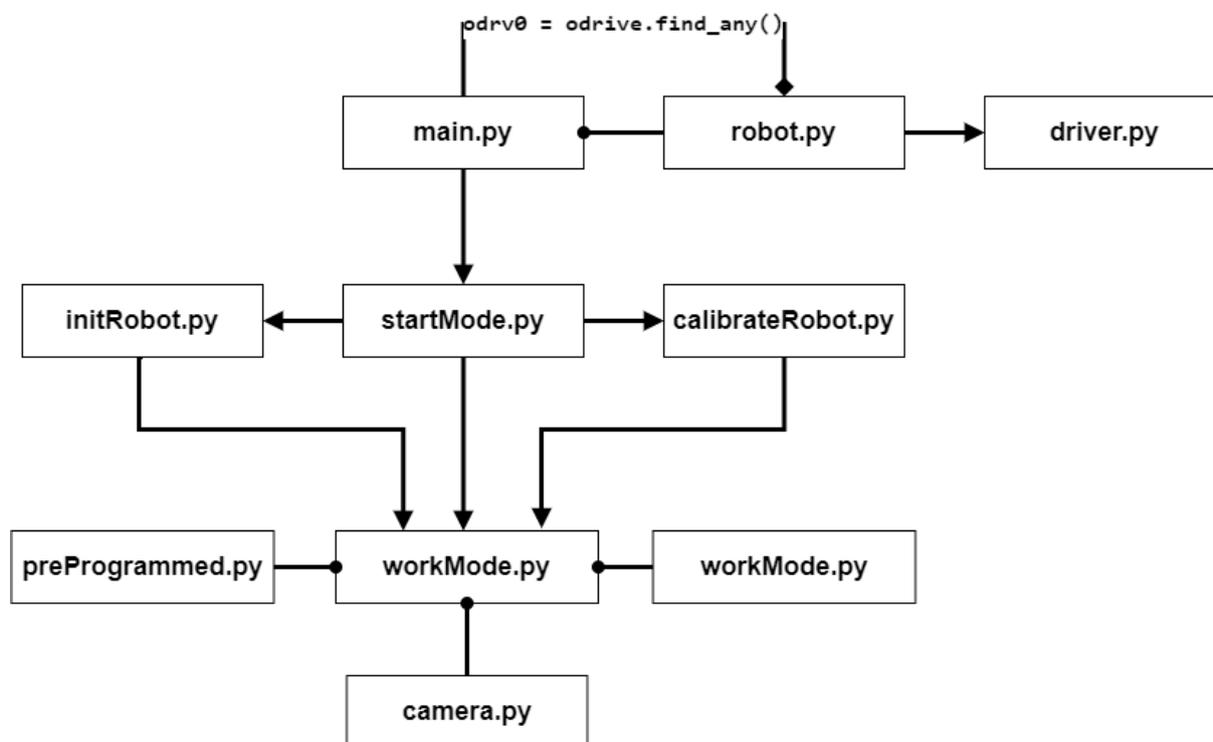 odrv0 = odrive.find_any()
main.py
robot.py
driver.py
initRobot.py
startMode.py
calibrateRobot.py
preProgrammed.py
workMode.py
workMode.py
camera.py